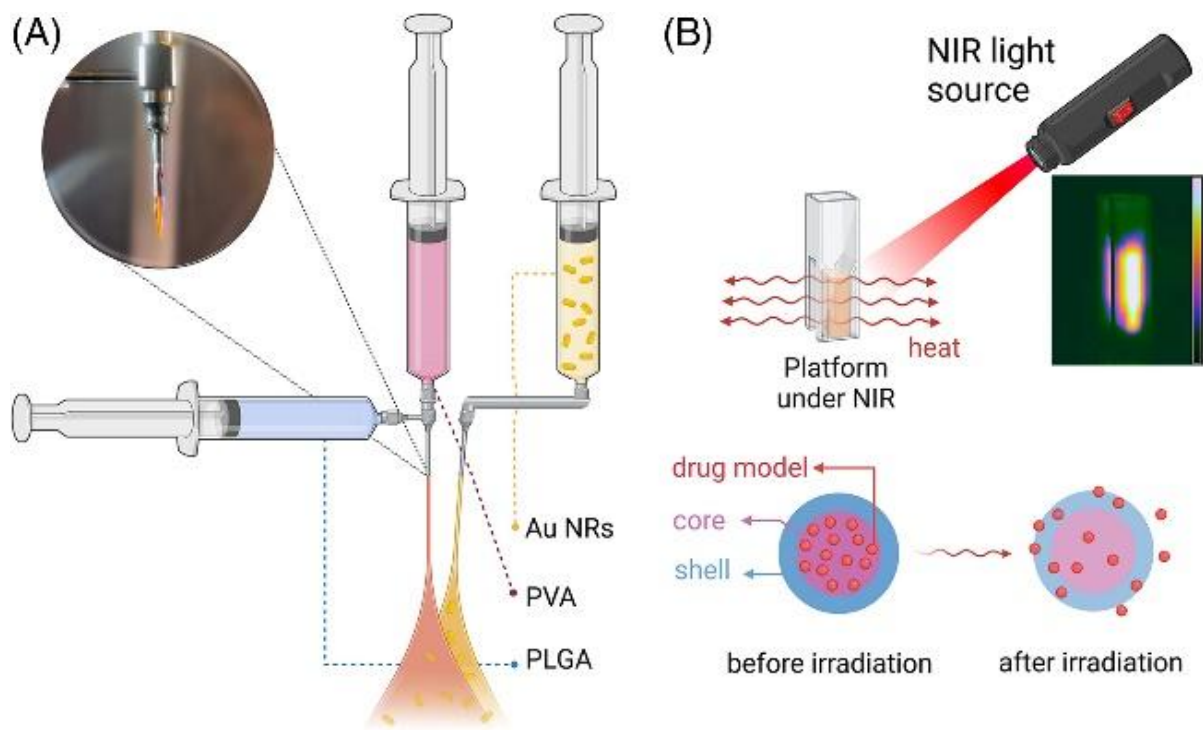 (A)
Au NRs
PVA
PLGA
(B)
NIR light
source
heat
Platform
under NIR
drug model
core
shell
before irradiation
after irradiation